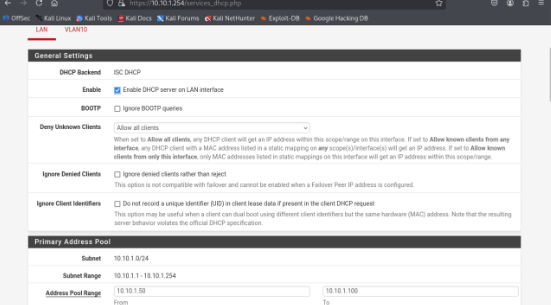 https://10.10.1.254/services_dhcp.php
OffSec Kali Linux Kali Tools Kali Docs Kali Forums Kali NetHunter Exploit-DB Google Hacking DB
LAN VLAN10
General Settings
DHCP Backend ISC DHCP
Enable Enable DHCP server on LAN interface
BOOTP Ignore BOOTP queries
Deny Unknown Clients Allow all clients
When set to Allow all clients, any DHCP client will get an IP address within this scope/range on this interface. If set to Allow known clients from any
interface, any DHCP client with a MAC address listed in a static mapping on any scope(s)/interface(s) will get an IP address. If set to Allow known
clients from only this interface, only MAC addresses listed in static mappings on this interface will get an IP address within this scope/range.
Ignore Denied Clients Ignore denied clients rather than reject
This option is not compatible with failover and cannot be enabled when a Failover Peer IP address is configured.
Ignore Client Identifiers Do not record a unique identifier (UID) in client lease data if present in the client DHCP request
This option may be useful when a client can dual boot using different client identifiers but the same hardware (MAC) address. Note that the resulting
server behavior violates the official DHCP specification.
Primary Address Pool
Subnet 10.10.1.0/24
Subnet Range 10.10.1.1 - 10.10.1.254
Address Pool Range 10.10.1.50 10.10.1.100
From To